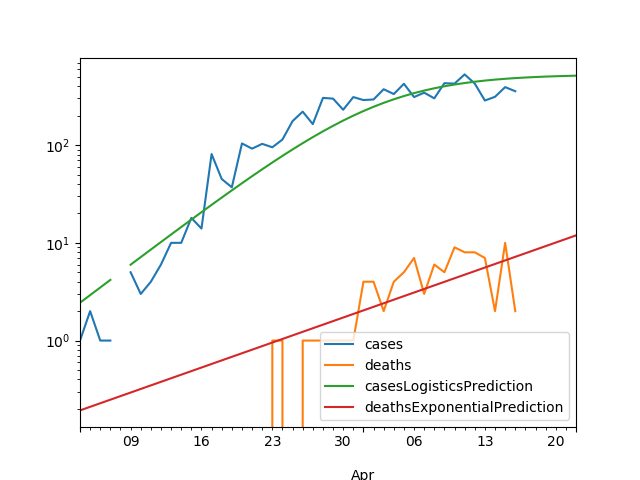 10²
10¹
10⁰
cases
deaths
casesLogisticsPrediction
deathsExponentialPrediction
09 16 23 30 06 13 20
Apr